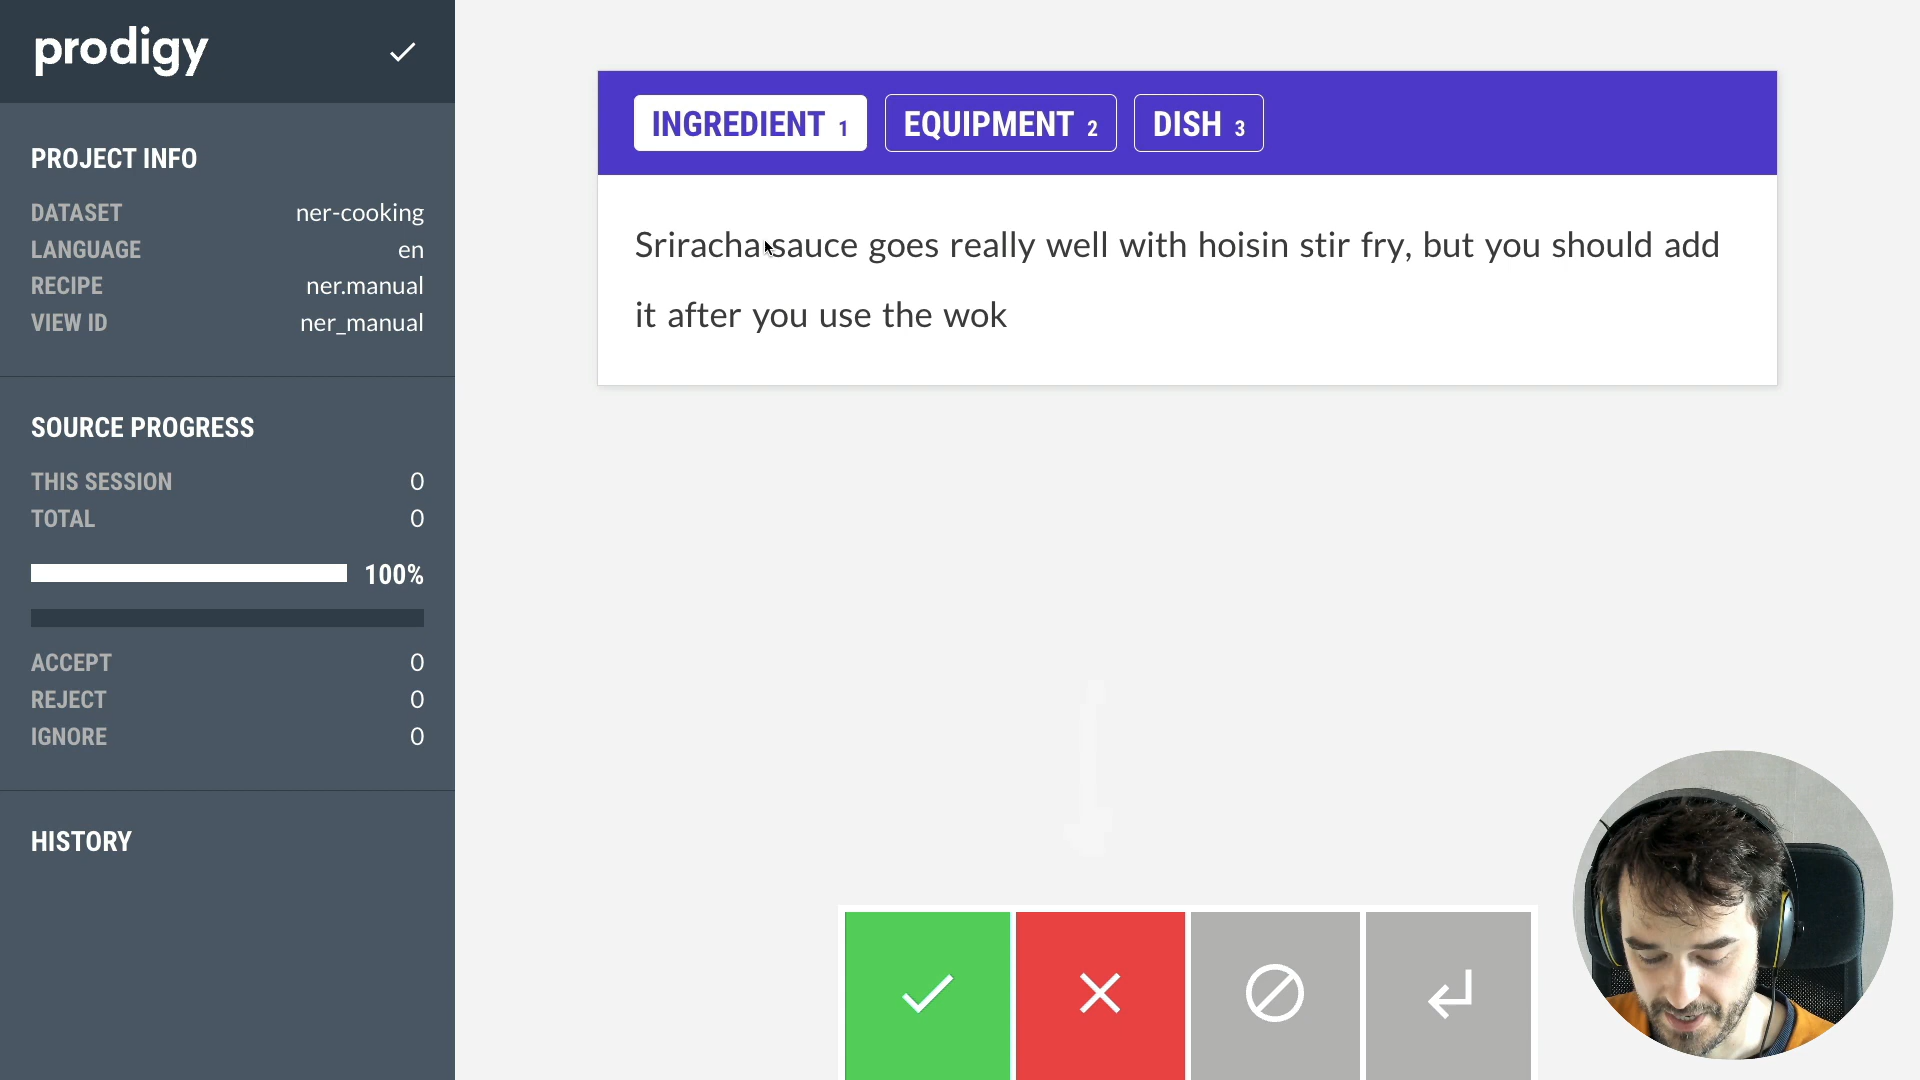 prodigy
PROJECT INFO
DATASET ner-cooking
LANGUAGE en
RECIPE ner.manual
VIEW ID ner_manual
SOURCE PROGRESS
THIS SESSION 0
TOTAL 0
100%
ACCEPT 0
REJECT 0
IGNORE 0
HISTORY
INGREDIENT 1 EQUIPMENT 2 DISH 3
Sriracha sauce goes really well with hoisin stir fry, but you should add
it after you use the wok